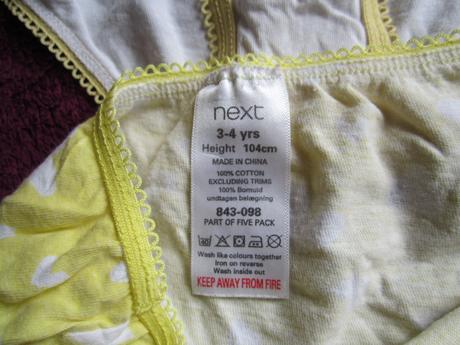 next
3-4 yrs
Height 104cm
MADE IN CHINA
100% COTTON
EXCLUDING TRIMS
100% Bomuld
undtagen belægning
843-098
PART OF FIVE PACK
40
Wash like colours together
Iron on reverse
Wash inside out
KEEP AWAY FROM FIRE